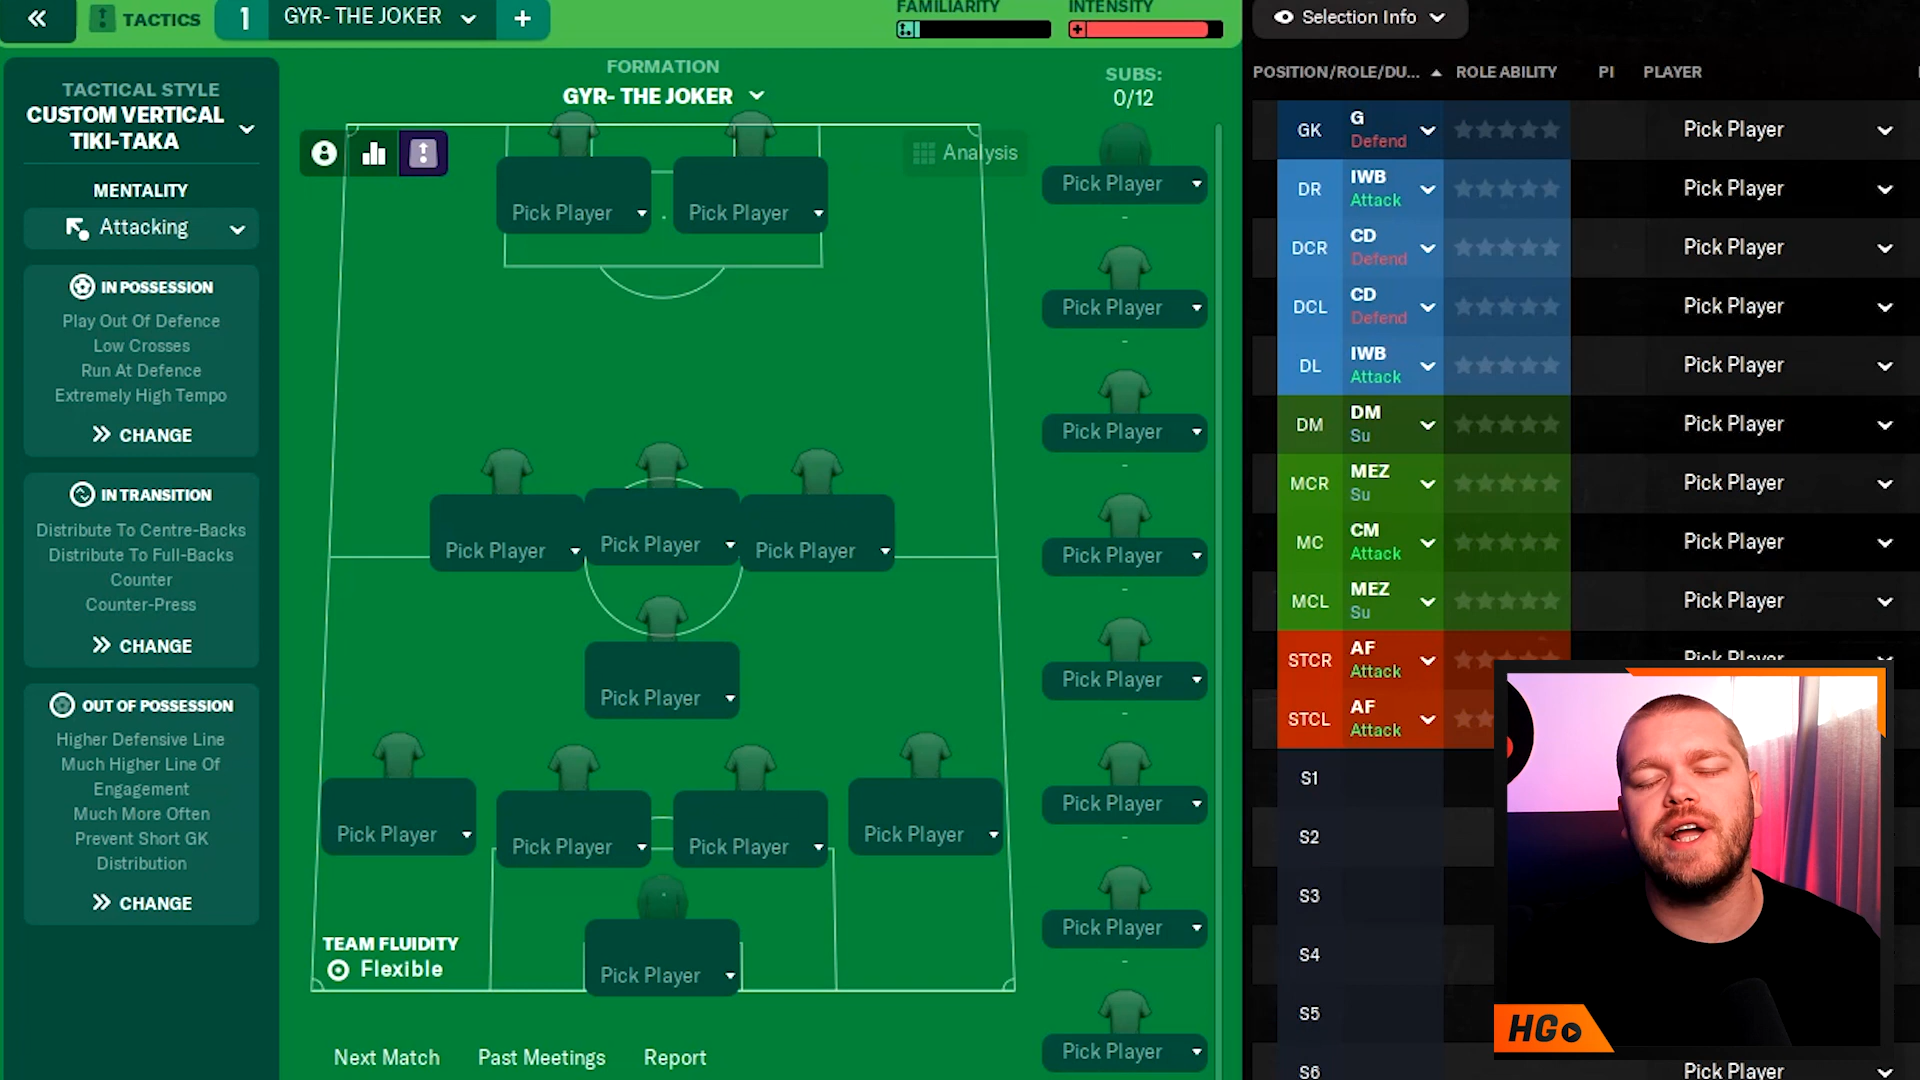 TACTICS
1
GYR- THE JOKER
+
FAMILIARITY
INTENSITY
TACTICAL STYLE
CUSTOM VERTICAL
TIKI-TAKA
MENTALITY
Attacking
IN POSSESSION
Play Out Of Defence
Low Crosses
Run At Defence
Extremely High Tempo
CHANGE
IN TRANSITION
Distribute To Centre-Backs
Distribute To Full-Backs
Counter
Counter-Press
CHANGE
OUT OF POSSESSION
Higher Defensive Line
Much Higher Line Of
Engagement
Much More Often
Prevent Short GK
Distribution
CHANGE
FORMATION
GYR- THE JOKER
Analysis
Pick Player
Pick Player
Pick Player
Pick Player
Pick Player
Pick Player
Pick Player
Pick Player
Pick Player
Pick Player
Pick Player
TEAM FLUIDITY
Flexible
Next Match Past Meetings Report
SUBS:
0/12
Pick Player
-
Pick Player
-
Pick Player
-
Pick Player
-
Pick Player
-
Pick Player
-
Pick Player
-
Pick Player
Selection Info
POSITION/ROLE/DU... ROLE ABILITY PI PLAYER
GK G Defend Pick Player
DR IWB Attack Pick Player
DCR CD Defend Pick Player
DCL CD Defend Pick Player
DL IWB Attack Pick Player
DM DM Su Pick Player
MCR MEZ Su Pick Player
MC CM Attack Pick Player
MCL MEZ Su Pick Player
STCR AF Attack Pick Player
STCL AF Attack
S1
S2
S3
S4
S5
S6 Pick Player
HGO